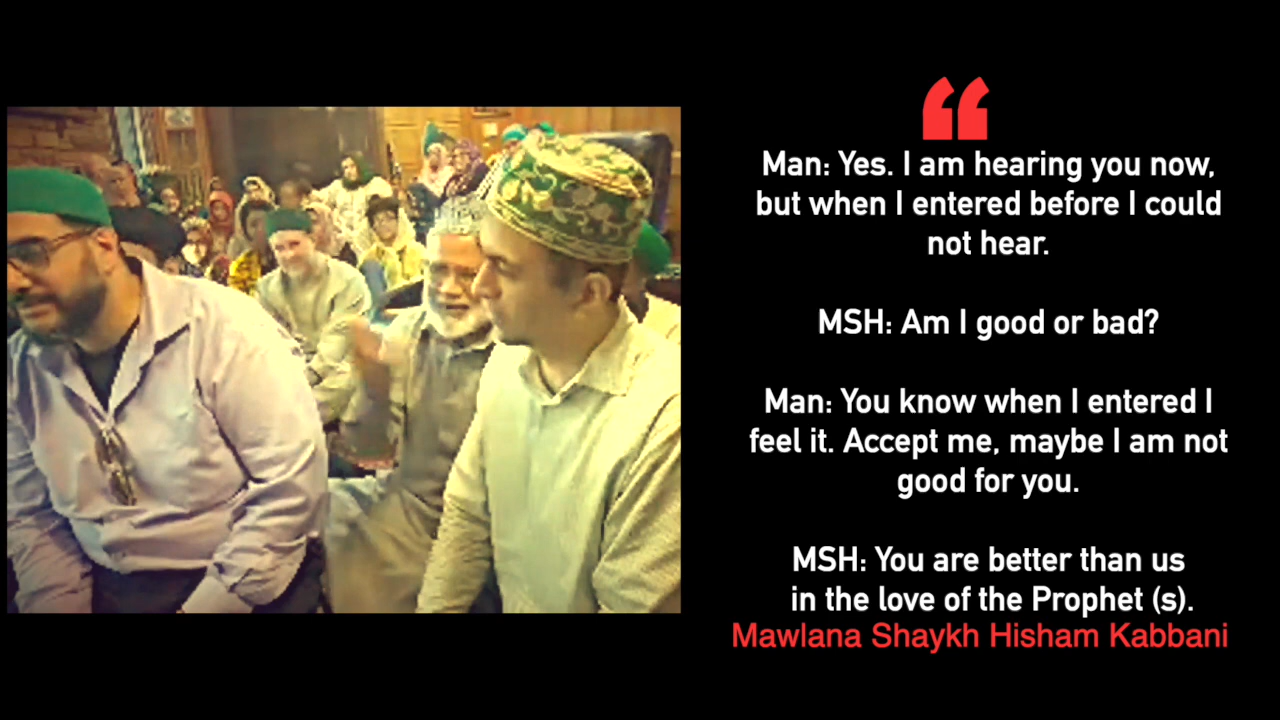 “
Man: Yes. I am hearing you now,
but when I entered before I could
not hear.
MSH: Am I good or bad?
Man: You know when I entered I
feel it. Accept me, maybe I am not
good for you.
MSH: You are better than us
in the love of the Prophet (s).
Mawlana Shaykh Hisham Kabbani